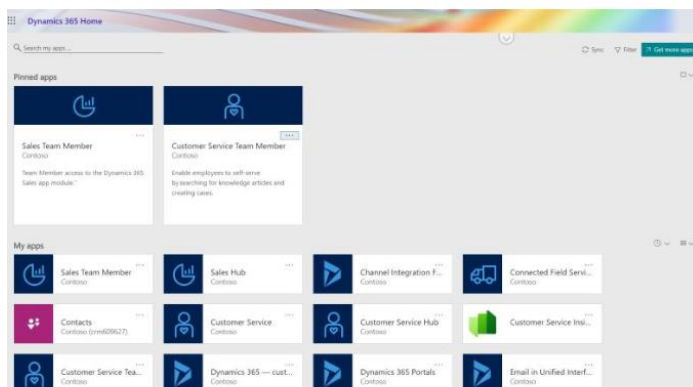 Dynamics 365 Home
Search my apps...
Sync
Filter
Get more apps
Pinned apps
Sales Team Member
Contoso
Team Member access to the Dynamics 365
Sales app module."
Customer Service Team Member
Contoso
Enable employees to self-serve
by searching for knowledge articles and
creating cases.
My apps
Sales Team Member
Contoso
Sales Hub
Contoso
Channel Integration F...
Contoso
Connected Field Servi...
Contoso
Contacts
Contoso (crm609627)
Customer Service
Contoso
Customer Service Hub
Contoso
Customer Service Insi...
Customer Service Tea...
Contoso
Dynamics 365 — cust...
Contoso
Dynamics 365 Portals
Contoso
Email in Unified Interf...
Contoso